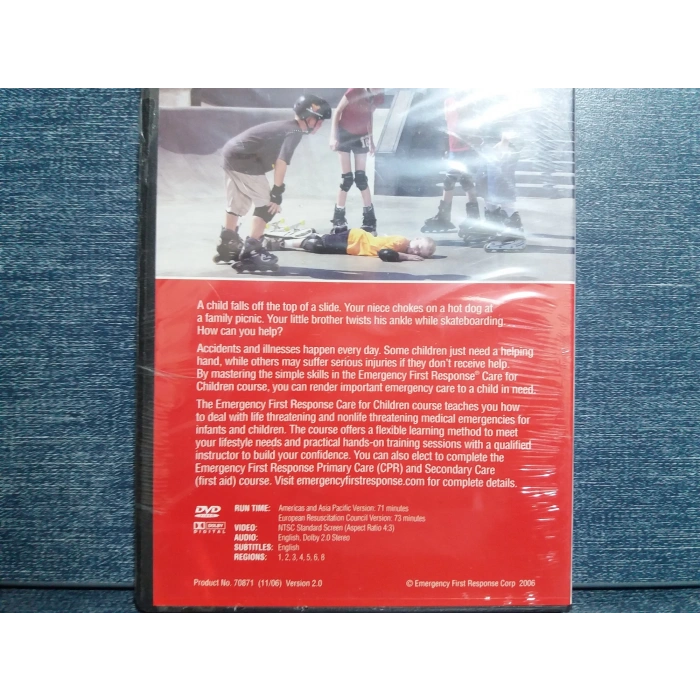 A child falls off the top of a slide. Your niece chokes on a hot dog at
a family picnic. Your little brother twists his ankle while skateboarding.
How can you help?
Accidents and illnesses happen every day. Some children just need a helping
hand, while others may suffer serious injuries if they don't receive help.
By mastering the simple skills in the Emergency First Response® Care for
Children course, you can render important emergency care to a child in need.
The Emergency First Response Care for Children course teaches you how
to deal with life threatening and nonlife threatening medical emergencies for
infants and children. The course offers a flexible learning method to meet
your lifestyle needs and practical hands-on training sessions with a qualified
instructor to build your confidence. You can also elect to complete the
Emergency First Response Primary Care (CPR) and Secondary Care
(first aid) course. Visit emergencyfirstresponse.com for complete details.
DVD
DOLBY
DIGITAL
RUN TIME: Americas and Asia Pacific Version: 71 minutes
European Resuscitation Council Version: 73 minutes
VIDEO: NTSC Standard Screen (Aspect Ratio 4:3)
AUDIO: English, Dolby 2.0 Stereo
SUBTITLES: English
REGIONS: 1, 2, 3, 4, 5, 6, 8
Product No. 70871 (11/06) Version 2.0
© Emergency First Response Corp 2006